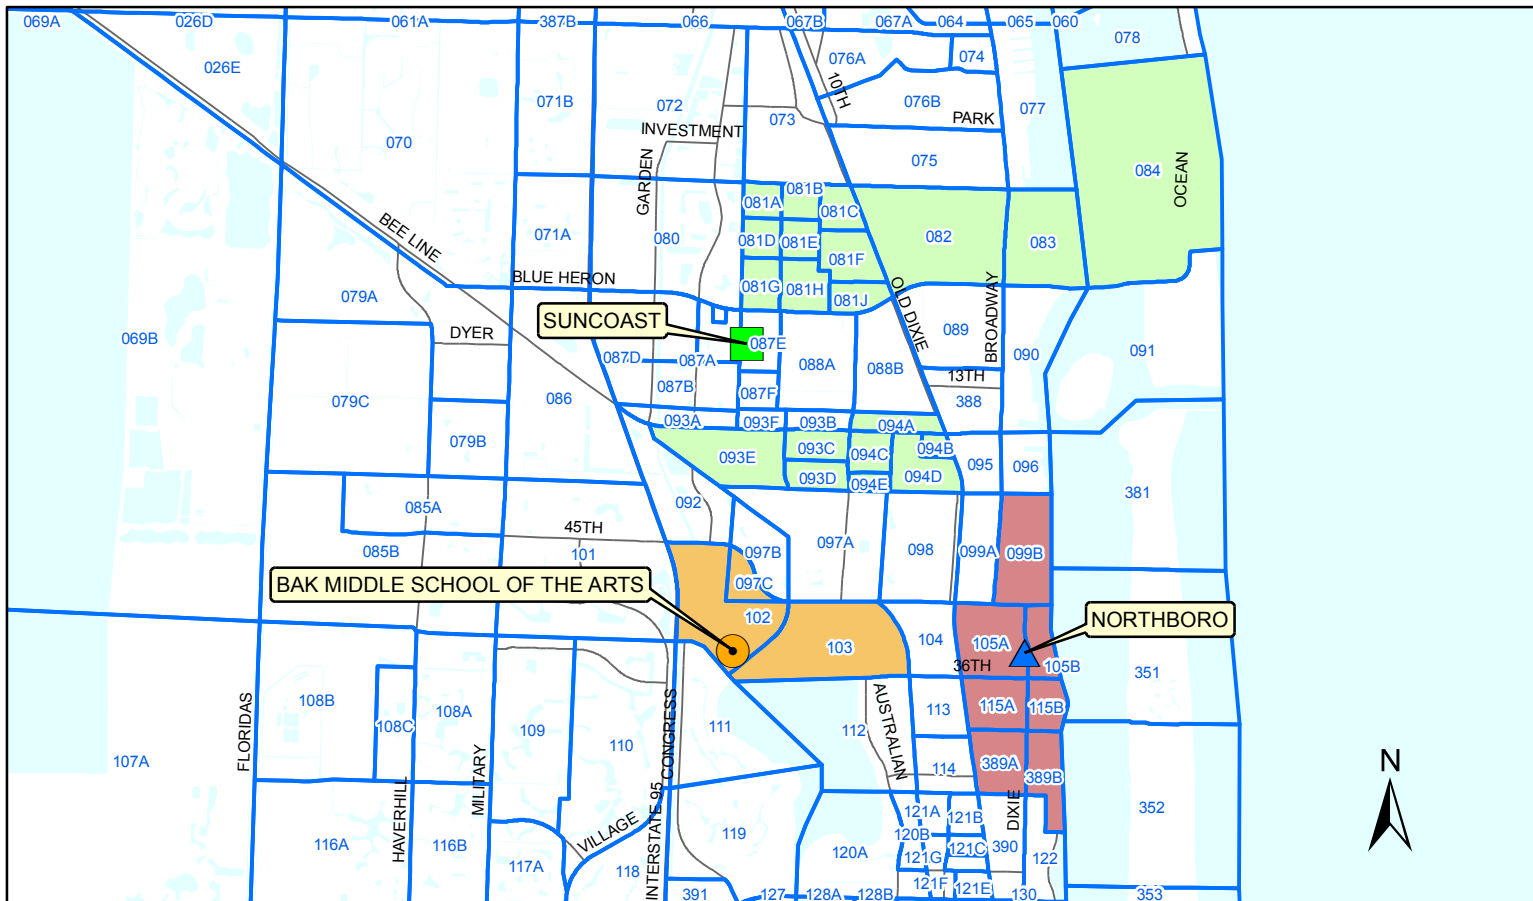 069A
026D
061A
387B
066
067B
067A
064
065
060
078
026E
076A
074
10TH
071B
072
076B
077
PARK
073
INVESTMENT
070
075
084
OCEAN
GARDEN
081B
081A
081C
BEE LINE
071A
080
081D
081E
082
083
081F
BLUE HERON
079A
081G
081H
081J
OLD DIXIE
BROADWAY
SUNCOAST
069B
DYER
087E
089
090
091
087D
087A
088A
088B
13TH
087B
087F
079C
086
388
093A
093F
093B
094A
079B
093E
093C
094C
094B
095
096
093D
094E
094D
381
085A
092
45TH
085B
101
097B
097A
098
099A
099B
BAK MIDDLE SCHOOL OF THE ARTS
097C
102
103
104
105A
NORTHBORO
36TH
105B
351
108B
108C
108A
109
110
111
112
AUSTRALIAN
113
115A
115B
FLORIDAS
CONGRESS
107A
114
389A
389B
N
MILITARY
HAVERHILL
INTERSTATE 95
VILLAGE
119
121A
121B
DIXIE
352
116A
116B
117A
118
120A
120B
121G
121C
390
122
391
127
128A
128B
121F
121E
130
353